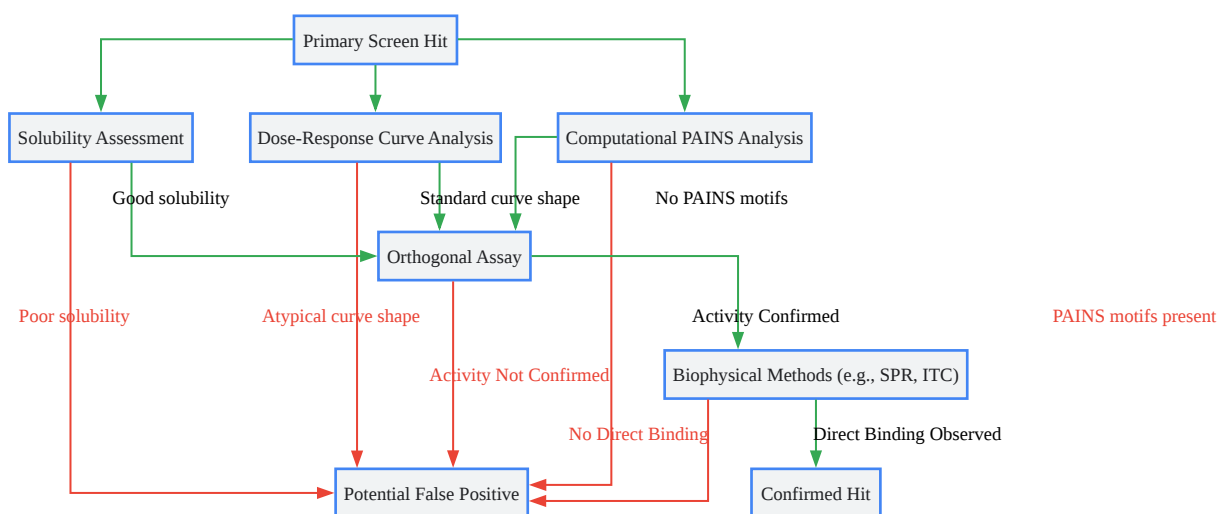 Primary Screen Hit
Solubility Assessment
Dose-Response Curve Analysis
Computational PAINS Analysis
Good solubility
Standard curve shape
No PAINS motifs
Orthogonal Assay
Poor solubility
Atypical curve shape
Activity Confirmed
PAINS motifs present
Activity Not Confirmed
Biophysical Methods (e.g., SPR, ITC)
No Direct Binding
Direct Binding Observed
Potential False Positive
Confirmed Hit